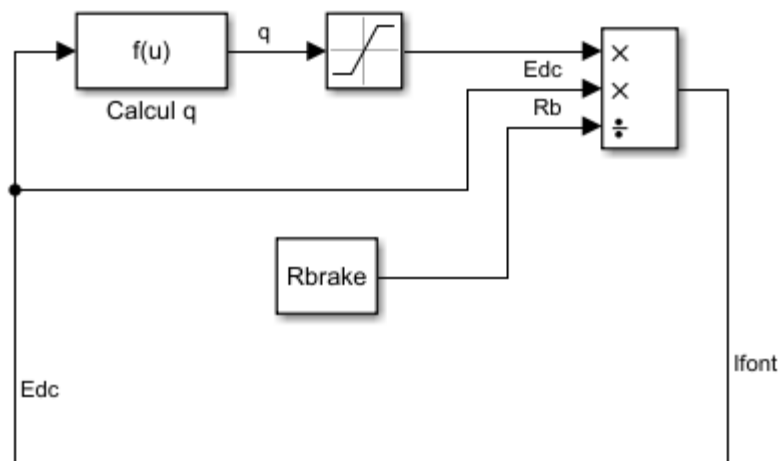 f(u)
q
Calcul q
×
Edc
×
Rb
÷
Rbrake
Edc
Ifont